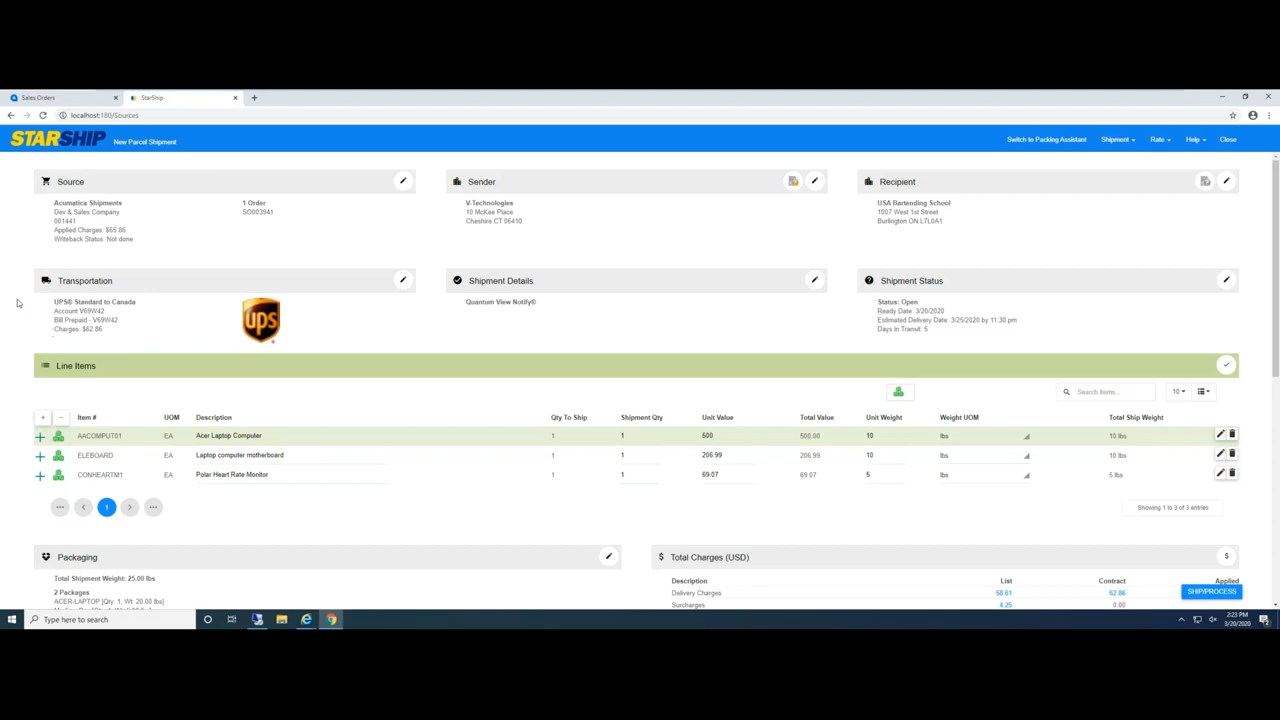 Sales Orders
StarShip
localhost:180/Sources
STARSHIP New Parcel Shipment
Switch to Packing Assistant Shipment Rate Help Close
Source
Acumatica Shipments 1 Order
Dev & Sales Company SO003941
001441
Applied Charges: $65.86
Writeback Status: Not done
Sender
V-Technologies
10 McKee Place
Cheshire CT 06410
Recipient
USA Bartending School
1007 West 1st Street
Burlington ON L7L0A1
Transportation
UPS® Standard to Canada
Account V69W42
Bill Prepaid - V69W42
Charges: $62.86
ups
Shipment Details
Quantum View Notify®
Shipment Status
Status: Open
Ready Date: 3/20/2020
Estimated Delivery Date: 3/25/2020 by 11:30 pm
Days in Transit: 5
Line Items
Search items... 10
Item # UOM Description Qty To Ship Shipment Qty Unit Value Total Value Unit Weight Weight UOM Total Ship Weight
AACOMPUT01 EA Acer Laptop Computer 1 1 500 500.00 10 lbs 10 lbs
ELEBOARD EA Laptop computer motherboard 1 1 206.99 206.99 10 lbs 10 lbs
CONHEARTM1 EA Polar Heart Rate Monitor 1 1 69.07 69.07 5 lbs 5 lbs
1
Showing 1 to 3 of 3 entries
Packaging
Total Shipment Weight: 25.00 lbs
2 Packages
ACER-LAPTOP [Qty: 1, Wt: 20.00 lbs]
$ Total Charges (USD) $
Description List Contract Applied
Delivery Charges 58.61 62.86
Surcharges 4.25 0.00
SHIP/PROCESS
Type here to search
2:23 PM
3/20/2020